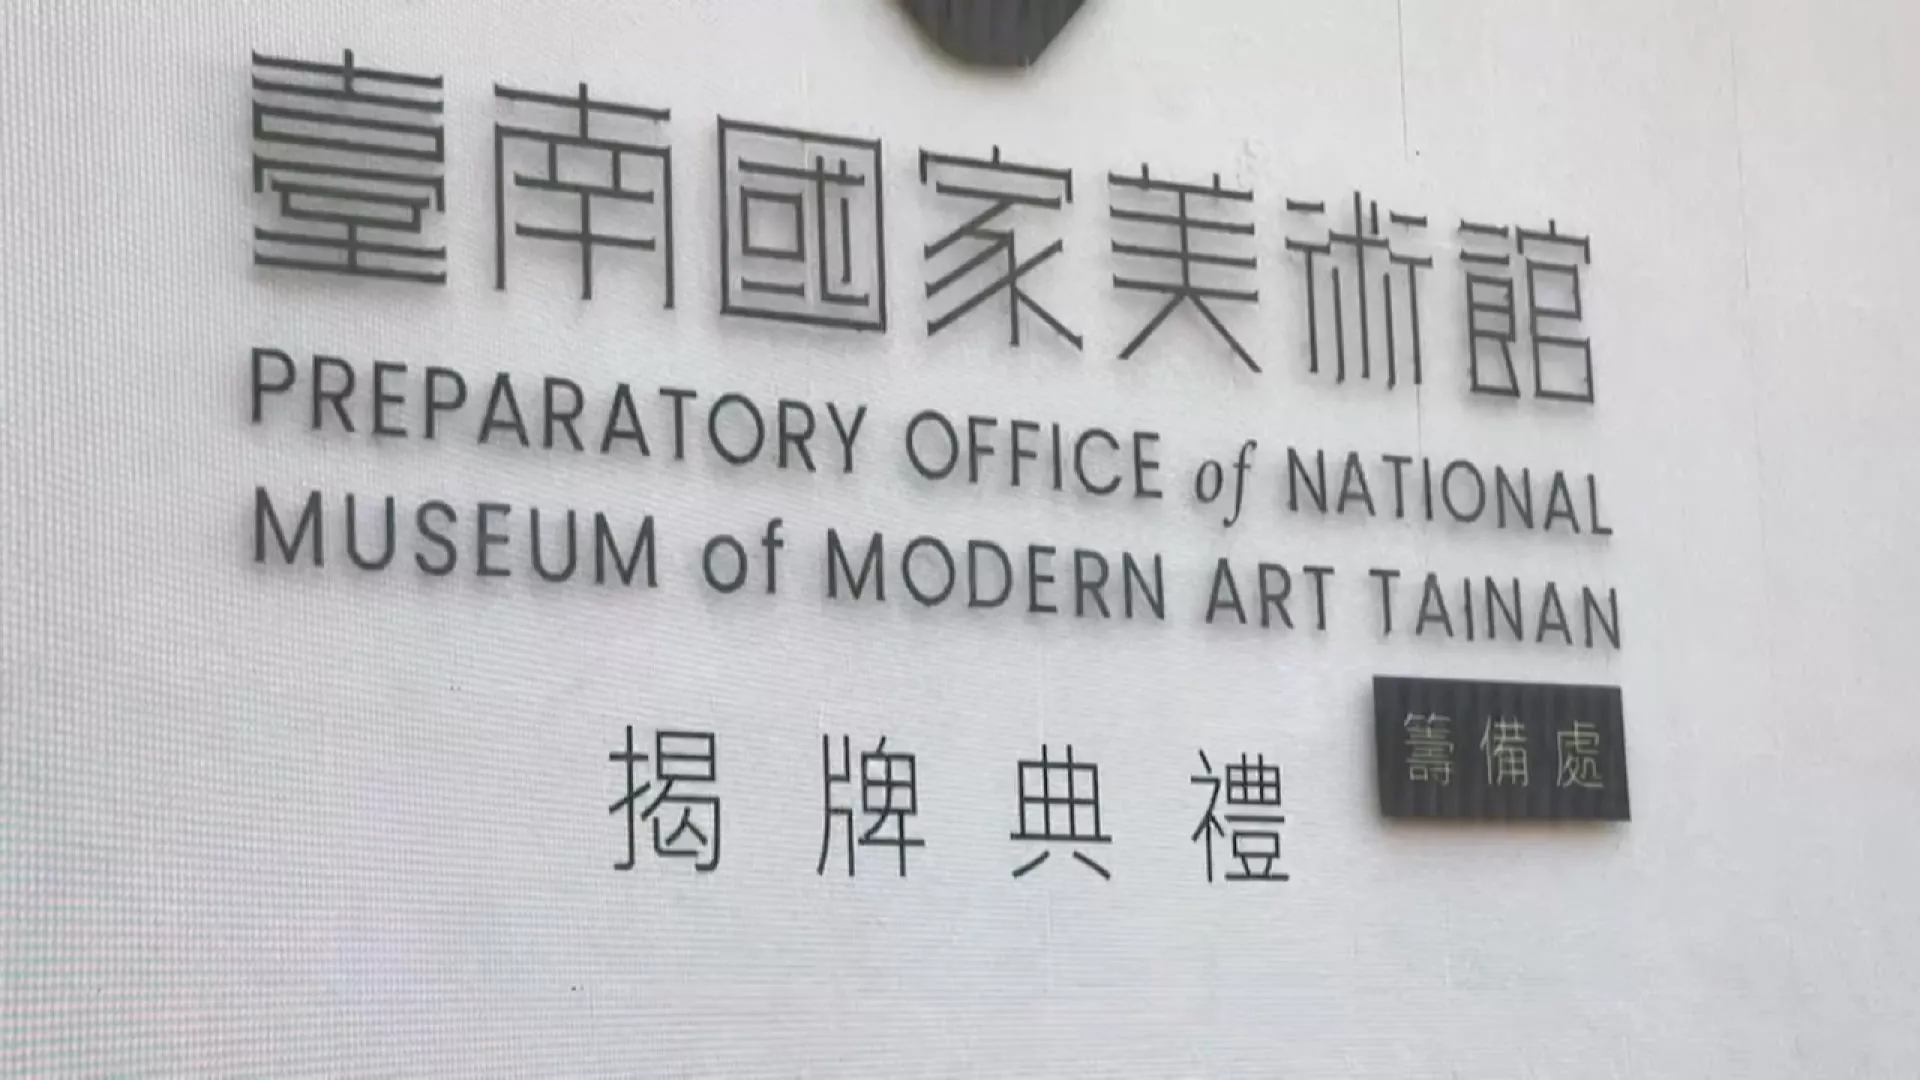 臺南國家美術館
PREPARATORY OFFICE of NATIONAL
MUSEUM of MODERN ART TAINAN
籌備處
揭牌典禮